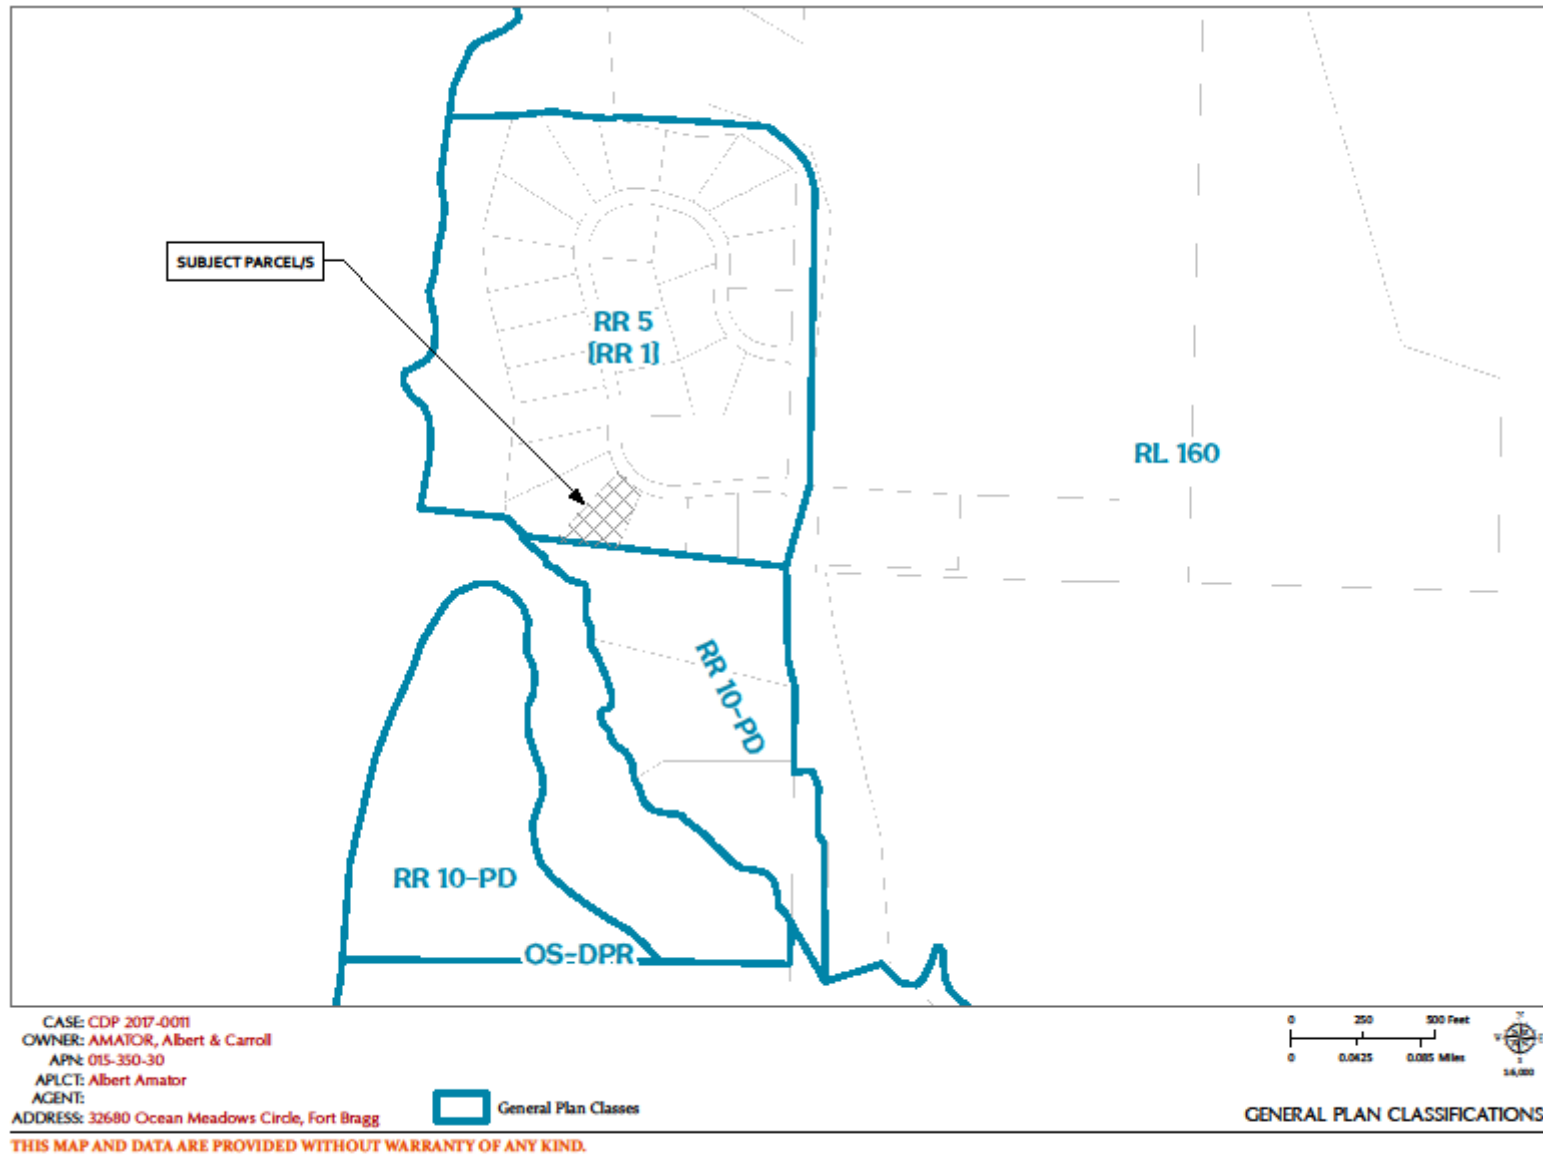 SUBJECT PARCEL/S
RR 5
[RR 1]
RL 160
RR 10-PD
RR 10-PD
OS-DPR
CASE: CDP 2017-0011
OWNER: AMATOR, Albert & Carroll
APN: 015-350-30
APLCT: Albert Amator
AGENT:
ADDRESS: 32680 Ocean Meadows Circle, Fort Bragg
General Plan Classes
0 250 500 Feet
0 0.0425 0.085 Miles
1:6,000
GENERAL PLAN CLASSIFICATIONS
THIS MAP AND DATA ARE PROVIDED WITHOUT WARRANTY OF ANY KIND.